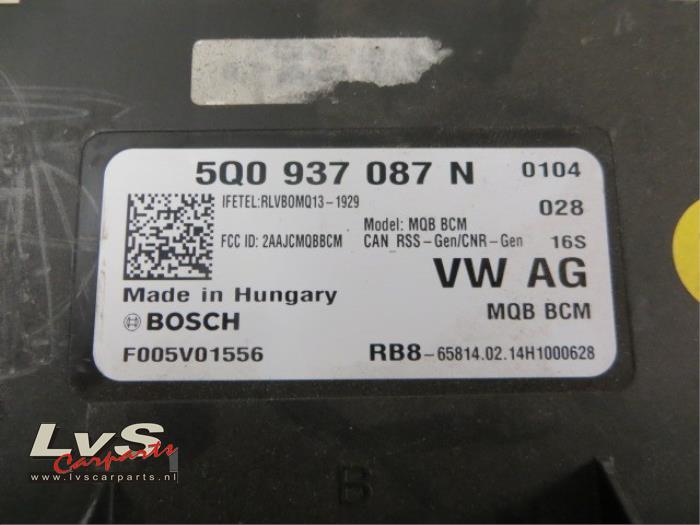 5Q0 937 087 N 0104
IFETEL:RLVBOMQ13-1929 028
Model: MQB BCM
FCC ID: 2AAJCMQBBCM CAN RSS-Gen/CNR-Gen 16S
VW AG
Made in Hungary MQB BCM
BOSCH
F005V01556 RB8-65814.02.14H1000628
LvS
Carparts
www.lvscarparts.nl
B